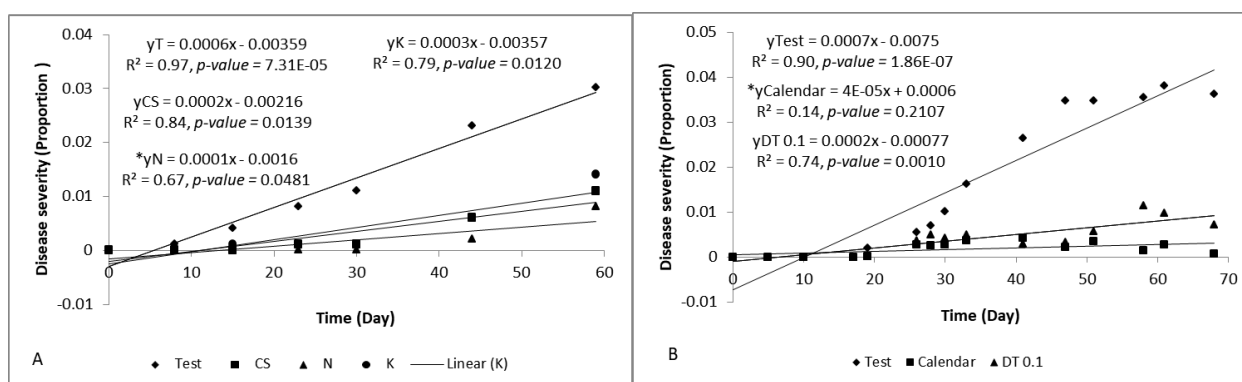 0.04
yT = 0.0006x - 0.00359
R² = 0.97, p-value = 7.31E-05
yK = 0.0003x - 0.00357
R² = 0.79, p-value = 0.0120
0.03
yCS = 0.0002x - 0.00216
R² = 0.84, p-value = 0.0139
0.02
*yN = 0.0001x - 0.0016
R² = 0.67, p-value = 0.0481
0.01
0
-0.01
Disease severity (Proportion )
0 10 20 30 40 50 60
Time (Day)
A
Test CS N K Linear (K)
0.05
yTest = 0.0007x - 0.0075
R² = 0.90, p-value = 1.86E-07
0.04
*yCalendar = 4E-05x + 0.0006
R² = 0.14, p-value = 0.2107
0.03
yDT 0.1 = 0.0002x - 0.00077
R² = 0.74, p-value = 0.0010
0.02
0.01
0
-0.01
Disease severity (Proportion)
0 10 20 30 40 50 60 70
Time (Day)
B
Test Calendar DT 0.1